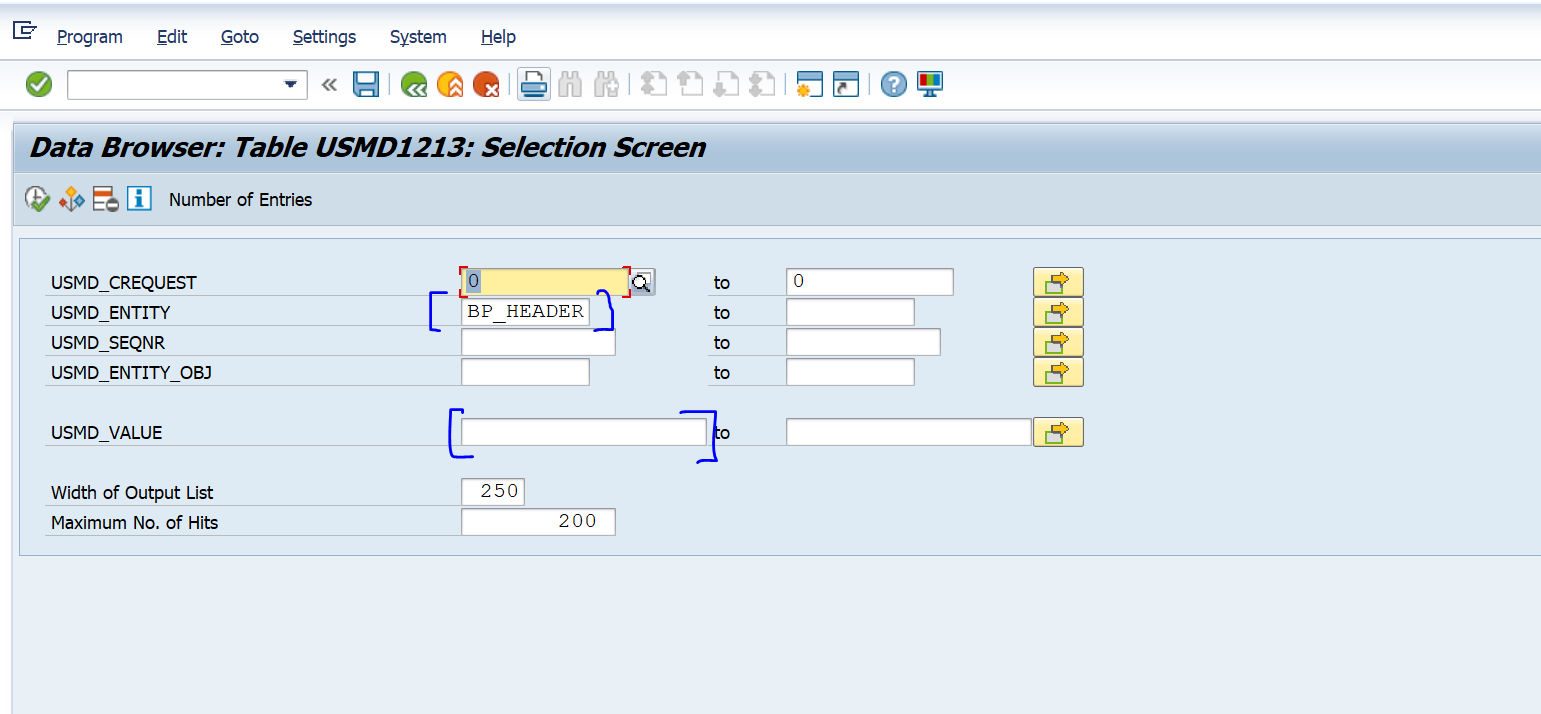 Program Edit Goto Settings System Help
Data Browser: Table USMD1213: Selection Screen
Number of Entries
USMD_CREQUEST 0 to 0
USMD_ENTITY BP_HEADER to
USMD_SEQNR to
USMD_ENTITY_OBJ to
USMD_VALUE to
Width of Output List 250
Maximum No. of Hits 200